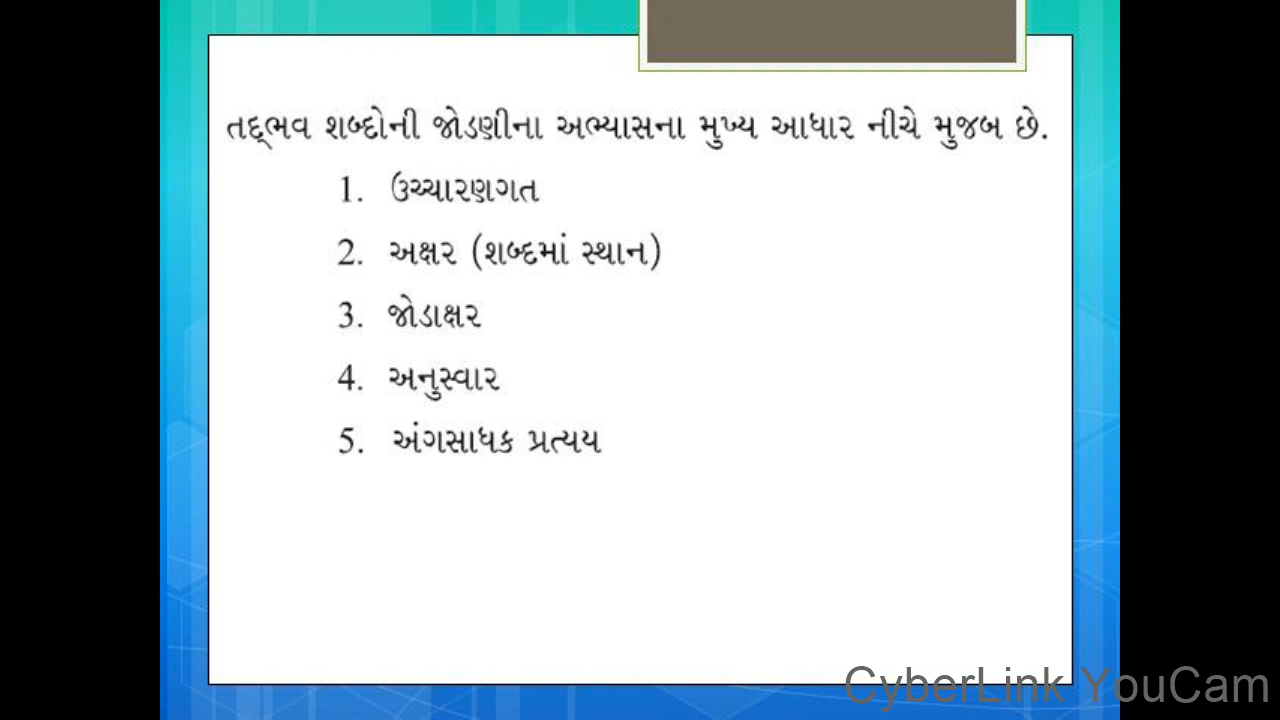 તદ્ભવ શબ્દોની જોડણીના અભ્યાસના મુખ્ય આધાર નીચે મુજબ છે.
1. ઉચ્ચારણગત
2. અક્ષર (શબ્દમાં સ્થાન)
3. જોડાક્ષર
4. અનુસ્વાર
5. અંગસાધક પ્રત્યય
CyberLink YouCam